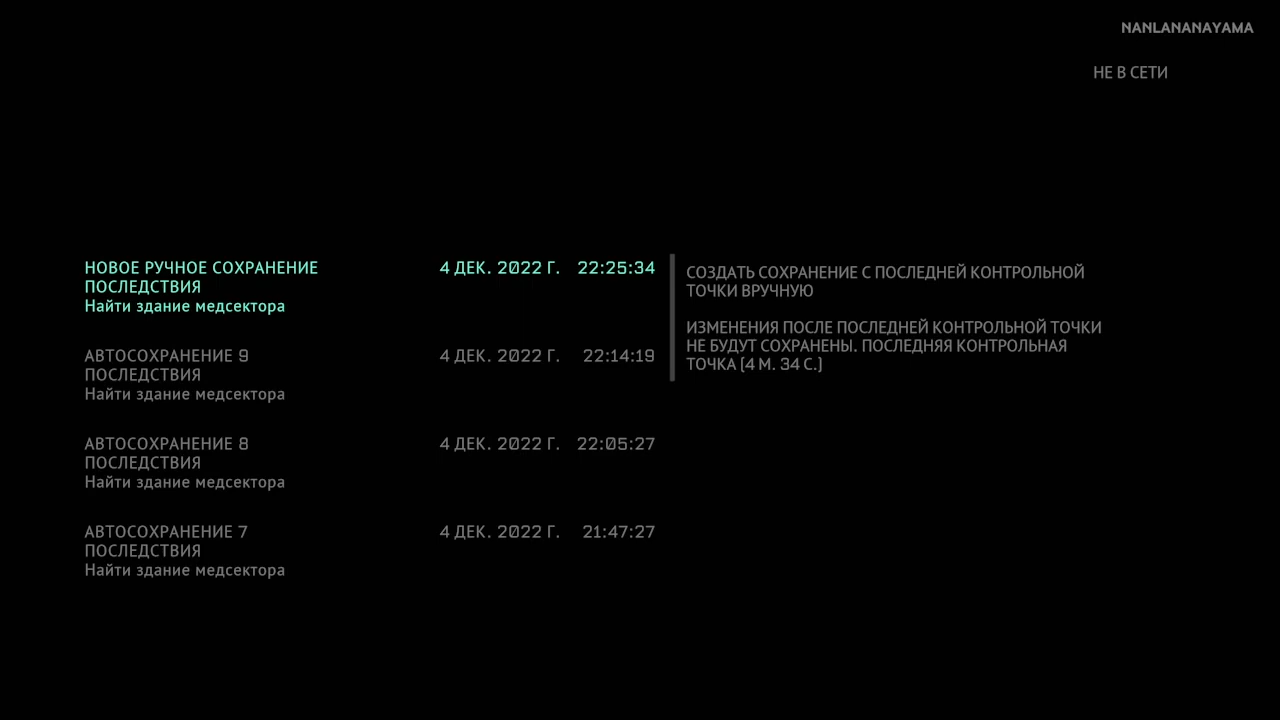 NANLANANAYAMA
НЕ В СЕТИ
НОВОЕ РУЧНОЕ СОХРАНЕНИЕ 4 ДЕК. 2022 Г. 22:25:34
ПОСЛЕДСТВИЯ
Найти здание медсектора
АВТОСОХРАНЕНИЕ 9 4 ДЕК. 2022 Г. 22:14:19
ПОСЛЕДСТВИЯ
Найти здание медсектора
АВТОСОХРАНЕНИЕ 8 4 ДЕК. 2022 Г. 22:05:27
ПОСЛЕДСТВИЯ
Найти здание медсектора
АВТОСОХРАНЕНИЕ 7 4 ДЕК. 2022 Г. 21:47:27
ПОСЛЕДСТВИЯ
Найти здание медсектора
СОЗДАТЬ СОХРАНЕНИЕ С ПОСЛЕДНЕЙ КОНТРОЛЬНОЙ
ТОЧКИ ВРУЧНУЮ
ИЗМЕНЕНИЯ ПОСЛЕ ПОСЛЕДНЕЙ КОНТРОЛЬНОЙ ТОЧКИ
НЕ БУДУТ СОХРАНЕНЫ. ПОСЛЕДНЯЯ КОНТРОЛЬНАЯ
ТОЧКА (4 М. 34 С.)